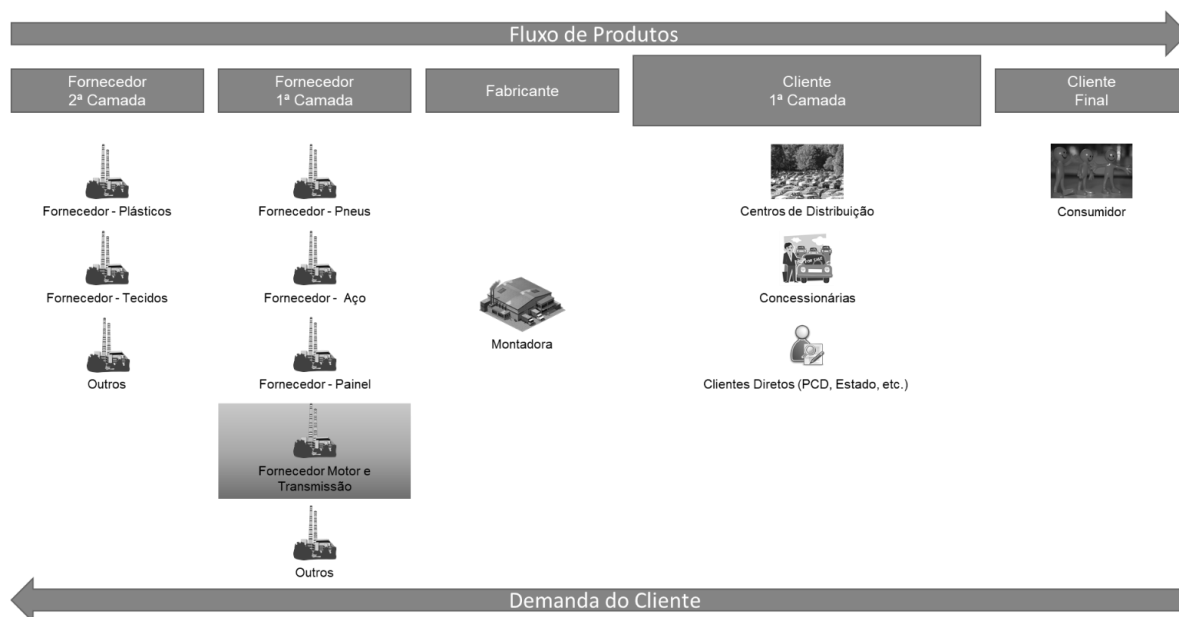 Fluxo de Produtos
Fornecedor
2ª Camada
Fornecedor
1ª Camada
Fabricante
Cliente
1ª Camada
Cliente
Final
Fornecedor - Plásticos
Fornecedor - Pneus
Centros de Distribuição
Consumidor
Fornecedor - Tecidos
Fornecedor - Aço
Concessionárias
Montadora
Outros
Fornecedor - Painel
Clientes Diretos (PCD, Estado, etc.)
Fornecedor Motor e
Transmissão
Outros
Demanda do Cliente